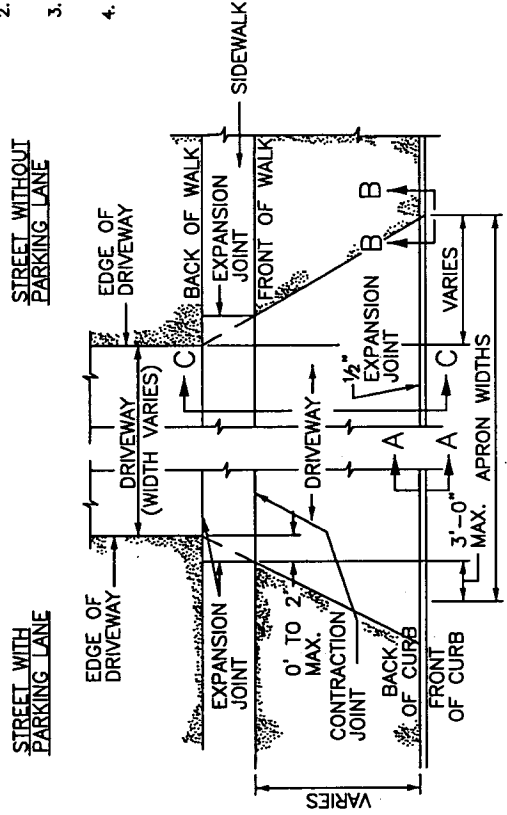 2.
3.
4.
STREET WITH
PARKING LANE
STREET WITHOUT
PARKING LANE
EDGE OF
DRIVEWAY
DRIVEWAY
(WIDTH VARIES)
EDGE OF
DRIVEWAY
BACK OF WALK
C
EXPANSION
JOINT
SIDEWALK
FRONT OF WALK
EXPANSION
JOINT
0' TO 2'
MAX.
CONTRACTION
JOINT
DRIVEWAY
1/2"
EXPANSION
JOINT
B
B
BACK
OF CURB
FRONT
OF CURB
VARIES
A
A
C
VARIES
3'-0"
MAX.
APRON WIDTHS